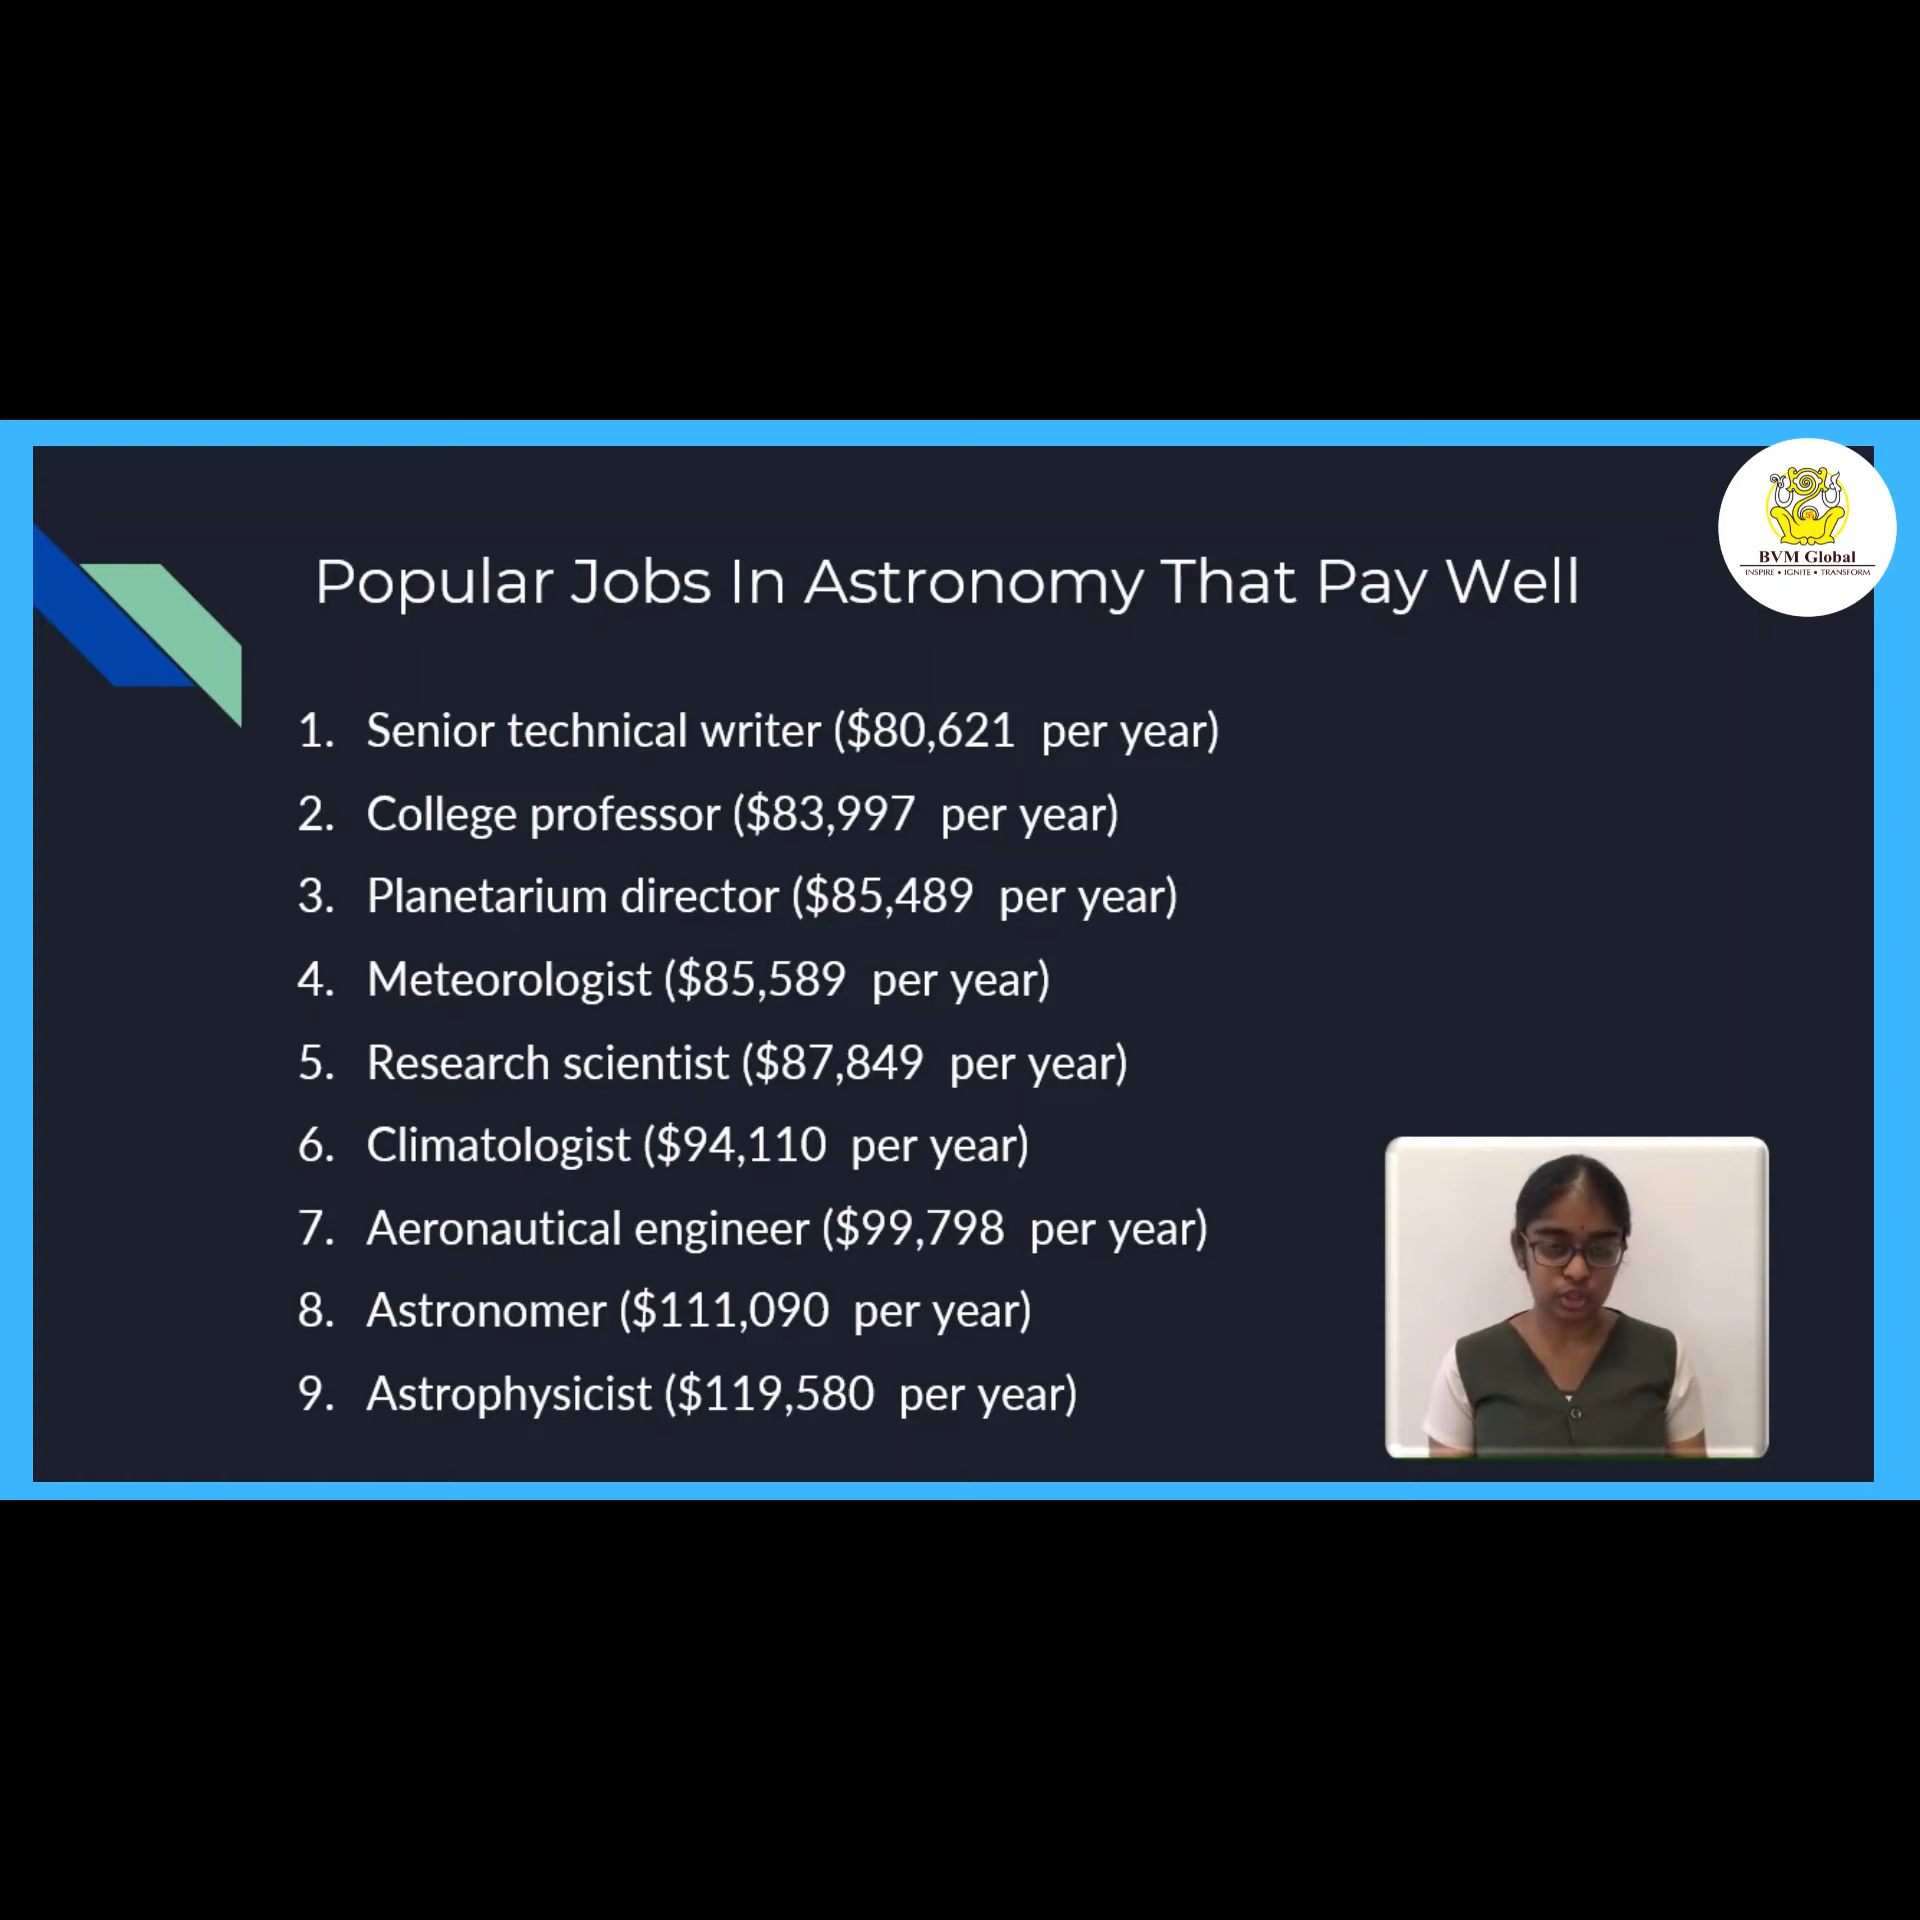 Popular Jobs In Astronomy That Pay Well
BVM Global
INSPIRE • IGNITE • TRANSFORM
1. Senior technical writer ($80,621 per year)
2. College professor ($83,997 per year)
3. Planetarium director ($85,489 per year)
4. Meteorologist ($85,589 per year)
5. Research scientist ($87,849 per year)
6. Climatologist ($94,110 per year)
7. Aeronautical engineer ($99,798 per year)
8. Astronomer ($111,090 per year)
9. Astrophysicist ($119,580 per year)